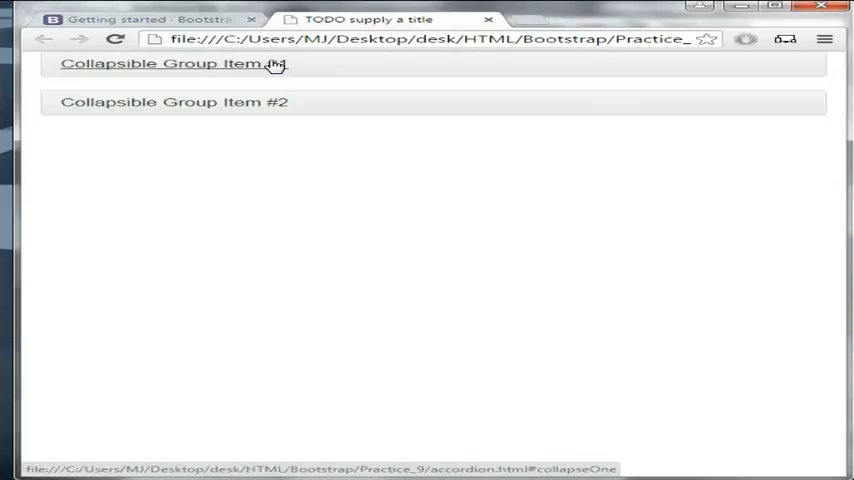 Getting started - Bootstra
TODO supply a title
file:///C:/Users/MJ/Desktop/desk/HTML/Bootstrap/Practice_
Collapsible Group Item #1
Collapsible Group Item #2
file:///C:/Users/MJ/Desktop/desk/HTML/Bootstrap/Practice_9/accordion.html#collapseOne